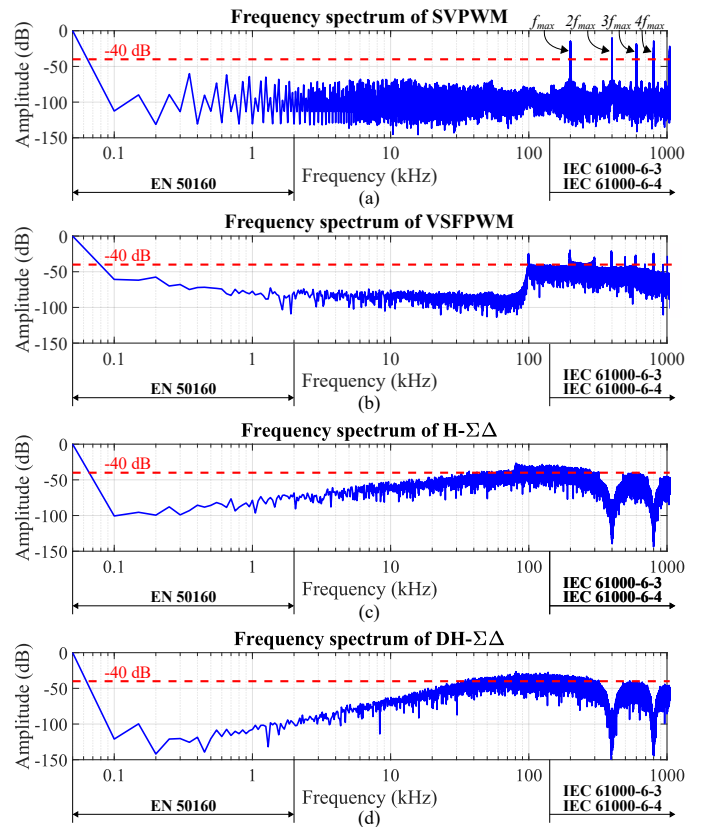 Frequency spectrum of SVPWM
f_max 2f_max 3f_max 4f_max
0
-40 dB
-50
-100
-150
Amplitude (dB)
0.1 1 10 100 1000
Frequency (kHz)
EN 50160
IEC 61000-6-3
IEC 61000-6-4
(a)
Frequency spectrum of VSFPWM
0
-40 dB
-50
-100
-150
Amplitude (dB)
0.1 1 10 100 1000
Frequency (kHz)
EN 50160
IEC 61000-6-3
IEC 61000-6-4
(b)
Frequency spectrum of H-ΣΔ
0
-40 dB
-50
-100
-150
Amplitude (dB)
0.1 1 10 100 1000
Frequency (kHz)
EN 50160
IEC 61000-6-3
IEC 61000-6-4
(c)
Frequency spectrum of DH-ΣΔ
0
-40 dB
-50
-100
-150
Amplitude (dB)
0.1 1 10 100 1000
Frequency (kHz)
EN 50160
IEC 61000-6-3
IEC 61000-6-4
(d)